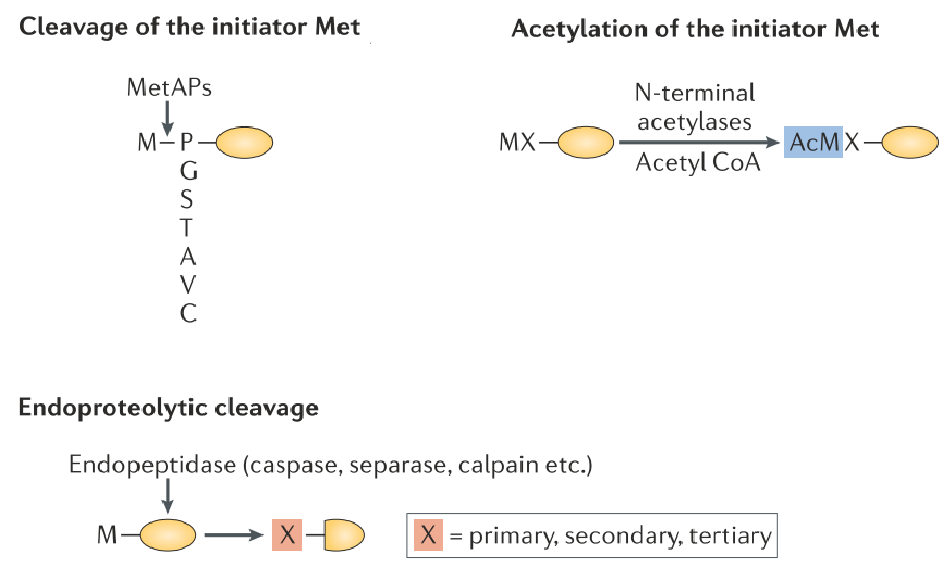 Cleavage of the initiator Met
MetAPs
M–P
G
S
T
A
V
C
Acetylation of the initiator Met
MX
N-terminal
acetylases
Acetyl CoA
AcM X
Endoproteolytic cleavage
Endopeptidase (caspase, separase, calpain etc.)
M
X
X = primary, secondary, tertiary